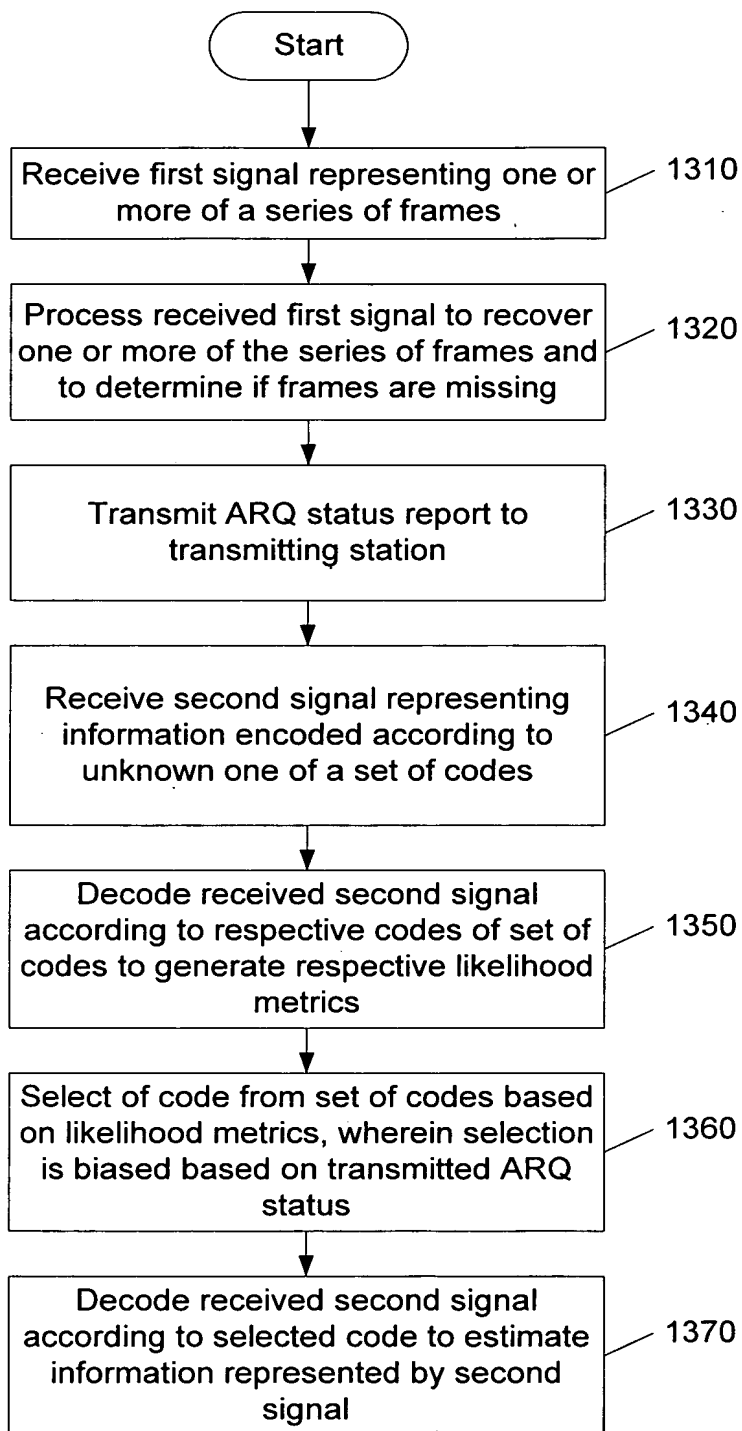 Start
Receive first signal representing one or
more of a series of frames
1310
Process received first signal to recover
one or more of the series of frames and
to determine if frames are missing
1320
Transmit ARQ status report to
transmitting station
1330
Receive second signal representing
information encoded according to
unknown one of a set of codes
1340
Decode received second signal
according to respective codes of set of
codes to generate respective likelihood
metrics
1350
Select of code from set of codes based
on likelihood metrics, wherein selection
is biased based on transmitted ARQ
status
1360
Decode received second signal
according to selected code to estimate
information represented by second
signal
1370